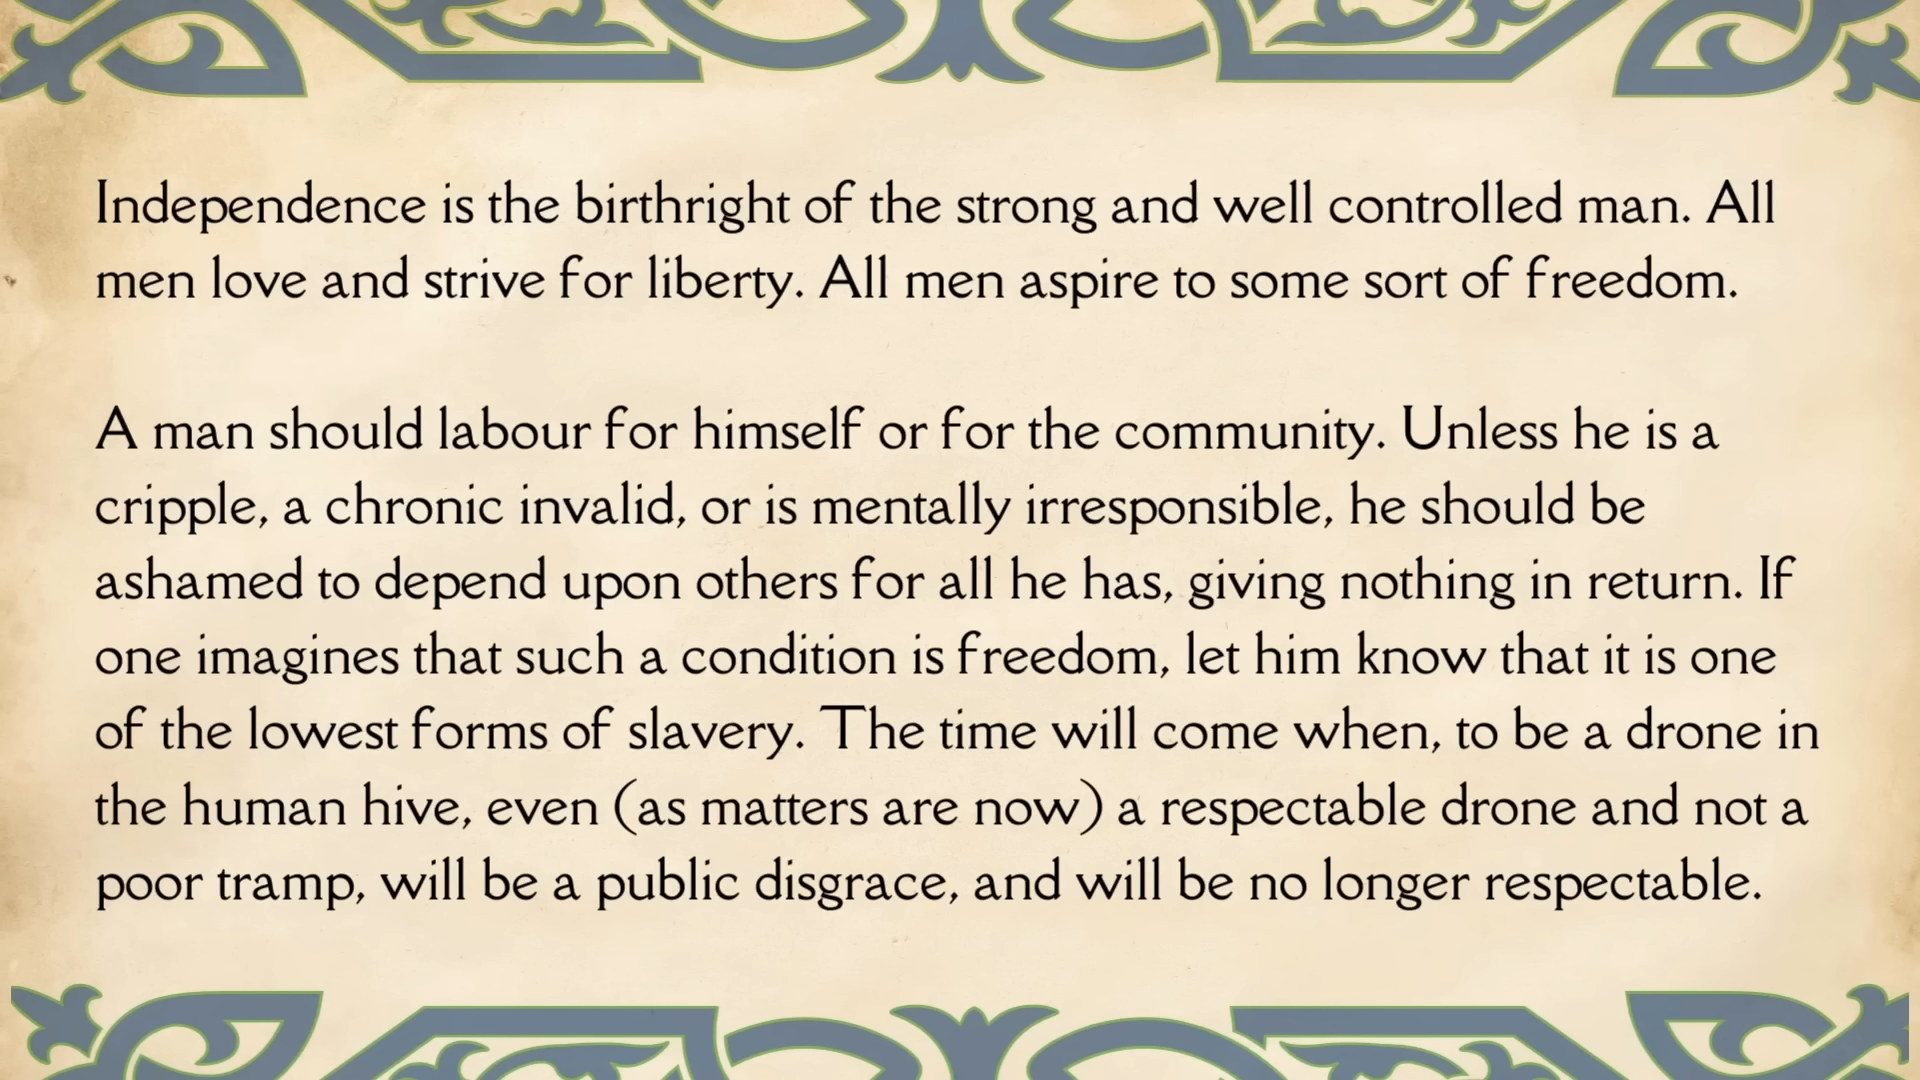 Independence is the birthright of the strong and well controlled man. All
men love and strive for liberty. All men aspire to some sort of freedom.
A man should labour for himself or for the community. Unless he is a
cripple, a chronic invalid, or is mentally irresponsible, he should be
ashamed to depend upon others for all he has, giving nothing in return. If
one imagines that such a condition is freedom, let him know that it is one
of the lowest forms of slavery. The time will come when, to be a drone in
the human hive, even (as matters are now) a respectable drone and not a
poor tramp, will be a public disgrace, and will be no longer respectable.